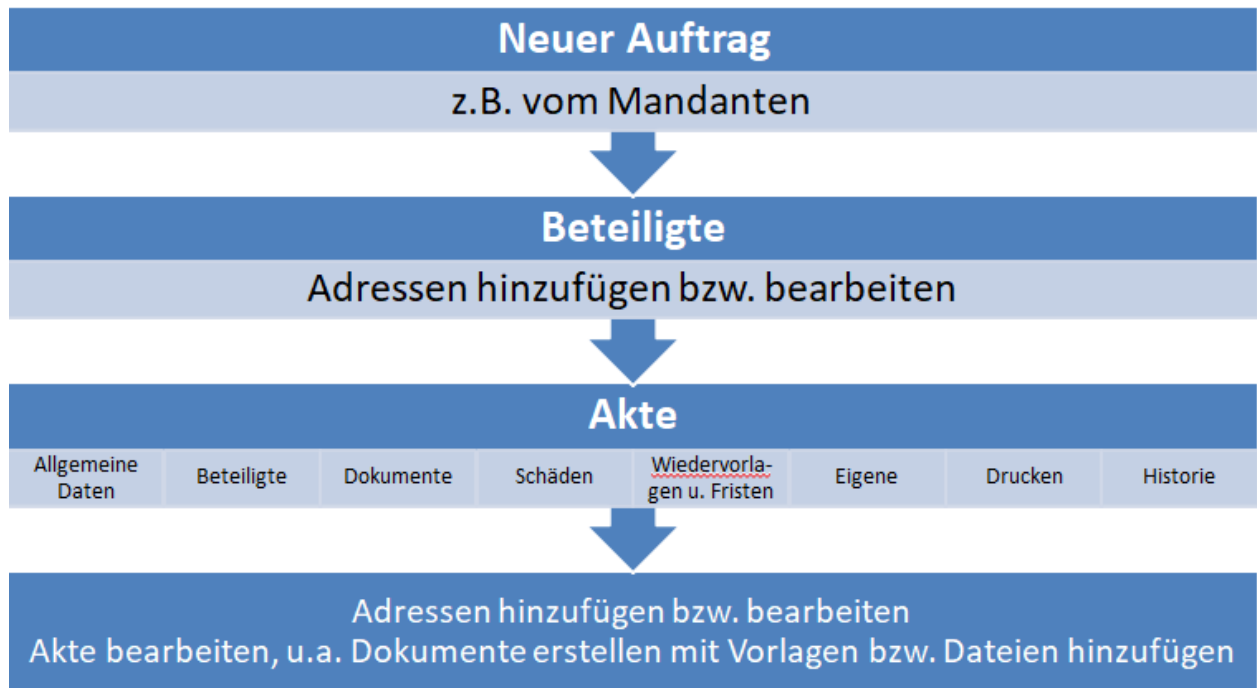 Neuer Auftrag
z.B. vom Mandanten
Beteiligte
Adressen hinzufügen bzw. bearbeiten
Akte
Allgemeine
Daten
Beteiligte
Dokumente
Schäden
Wiedervorla-
gen u. Fristen
Eigene
Drucken
Historie
Adressen hinzufügen bzw. bearbeiten
Akte bearbeiten, u.a. Dokumente erstellen mit Vorlagen bzw. Dateien hinzufügen